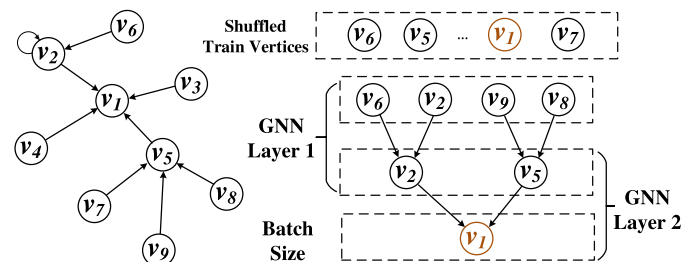 v6
v2
v1
v3
v4
v5
v7
v8
v9
Shuffled
Train Vertices
v6 v5 ... v1 v7
GNN
Layer 1
v6 v2 v9 v8
v2 v5
GNN
Layer 2
Batch
Size
v1